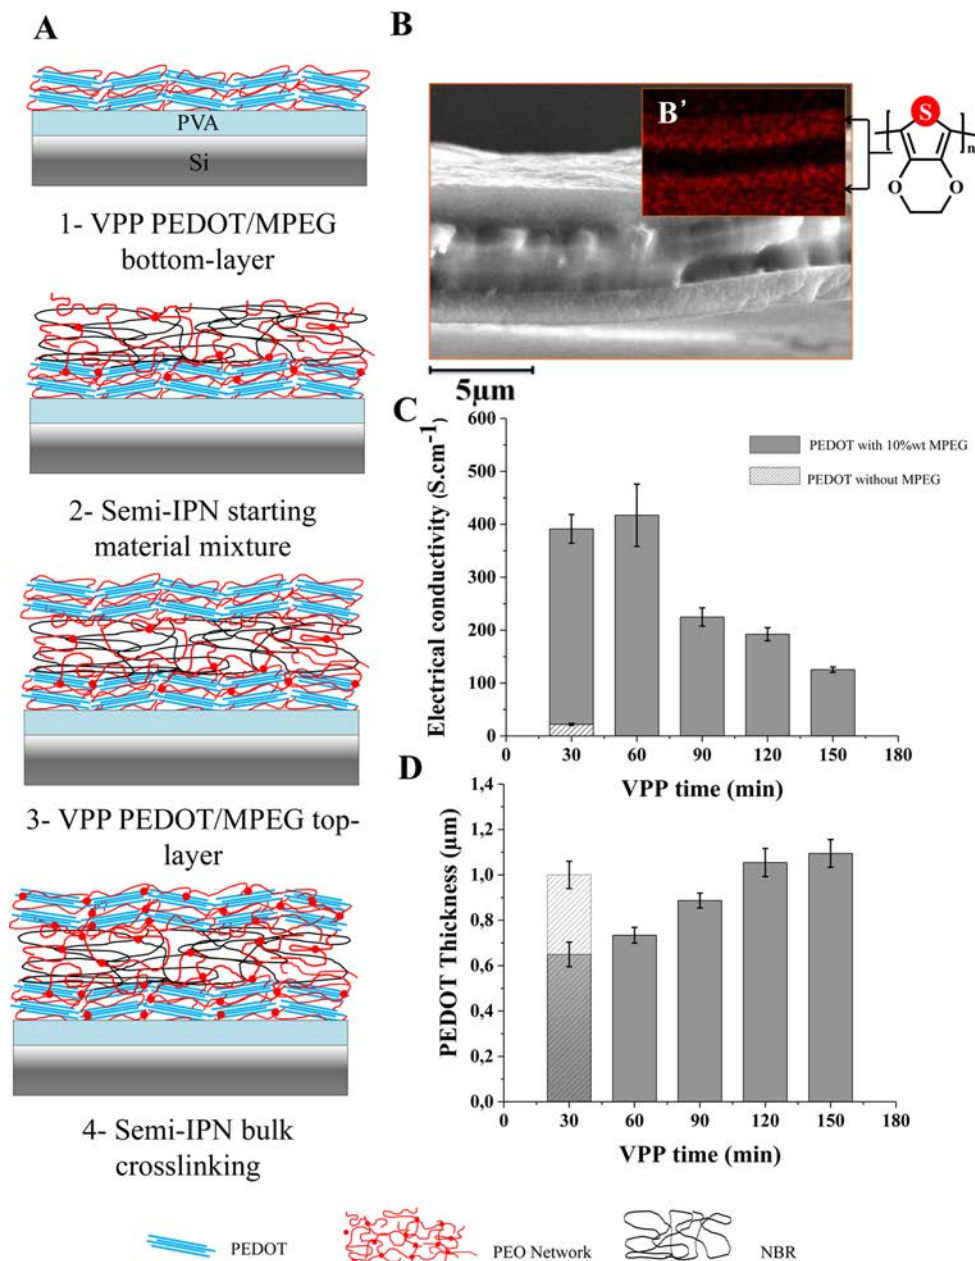 A
PVA
Si
1- VPP PEDOT/MPEG
bottom-layer
2- Semi-IPN starting
material mixture
3- VPP PEDOT/MPEG top-
layer
4- Semi-IPN bulk
crosslinking
B
B'
S
n
O
O
5μm
C
600
500
400
300
200
100
0
Electrical conductivity (S.cm⁻¹)
PEDOT with 10%wt MPEG
PEDOT without MPEG
0
30
60
90
120
150
180
VPP time (min)
D
1,4
1,2
1,0
0,8
0,6
0,4
0,2
0,0
PEDOT Thickness (μm)
0
30
60
90
120
150
180
VPP time (min)
PEDOT
PEO Network
NBR